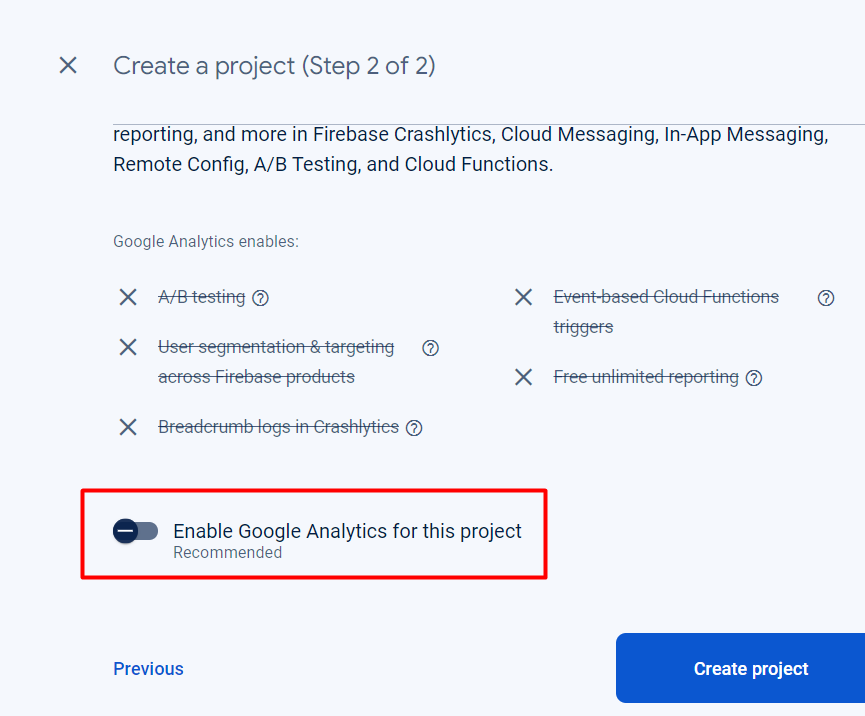 Create a project (Step 2 of 2)
reporting, and more in Firebase Crashlytics, Cloud Messaging, In-App Messaging,
Remote Config, A/B Testing, and Cloud Functions.
Google Analytics enables:
A/B testing
User segmentation & targeting
across Firebase products
Breadcrumb logs in Crashlytics
Event-based Cloud Functions
triggers
Free unlimited reporting
Enable Google Analytics for this project
Recommended
Previous
Create project